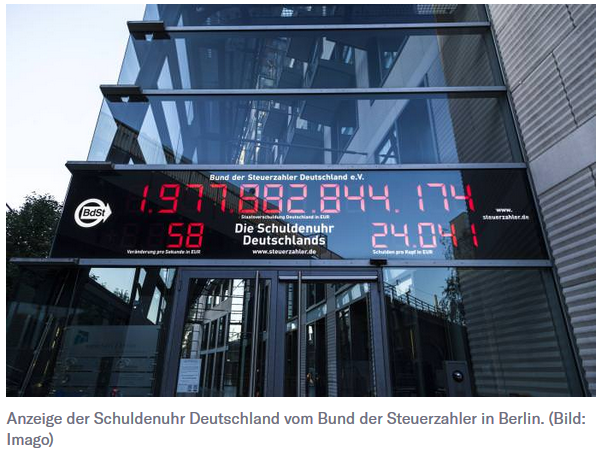 Bund der Steuerzahler Deutschland e.V.
BdSt
1.977.882.844.174
Staatsverschuldung Deutschland in EUR
www.
steuerzahler.de
58
Die Schuldenuhr
Deutschlands
24.041
Veränderung pro Sekunde in EUR
www.steuerzahler.de
Schulden pro Kopf in EUR
Anzeige der Schuldenuhr Deutschland vom Bund der Steuerzahler in Berlin. (Bild:
Imago)